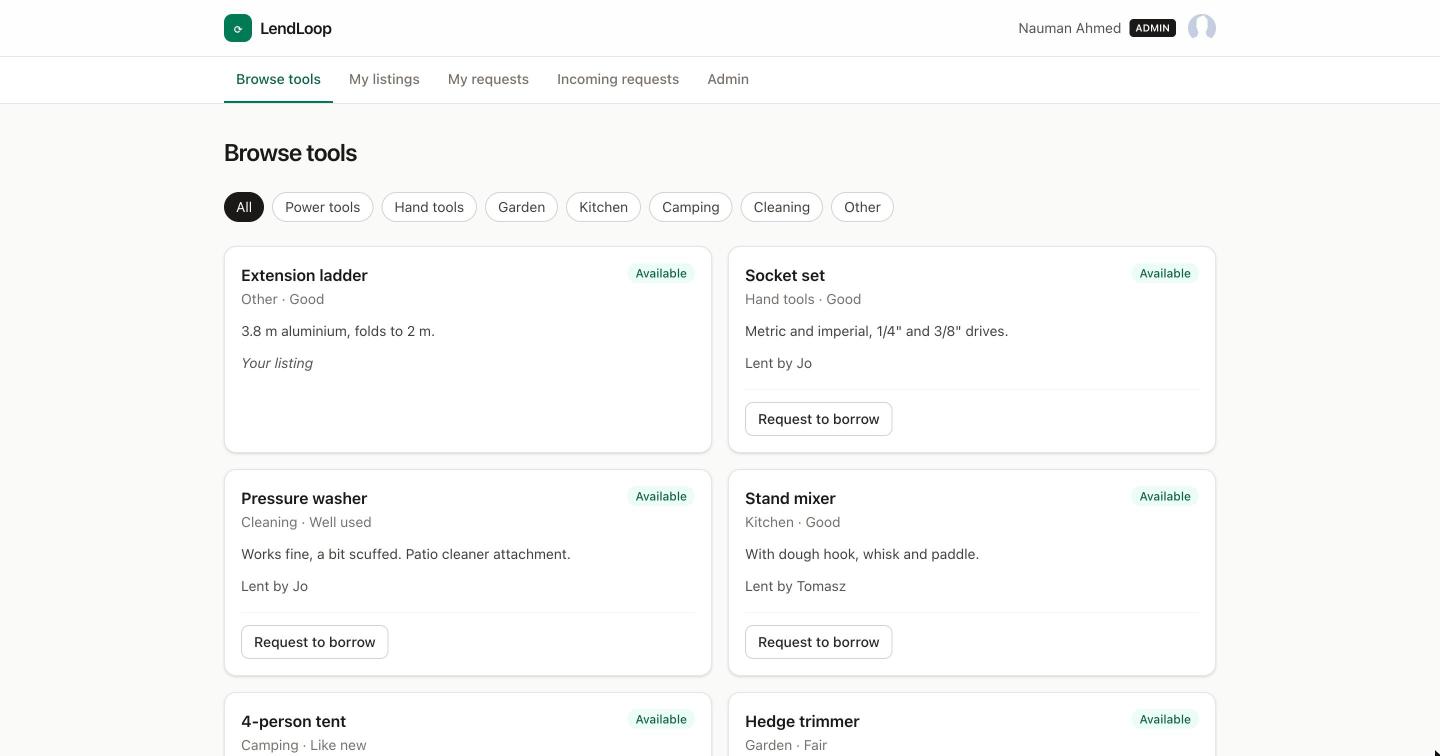 LendLoop
Nauman Ahmed ADMIN
Browse tools My listings My requests Incoming requests Admin
Browse tools
All Power tools Hand tools Garden Kitchen Camping Cleaning Other
Extension ladder Available
Other · Good
3.8 m aluminium, folds to 2 m.
Your listing
Socket set Available
Hand tools · Good
Metric and imperial, 1/4" and 3/8" drives.
Lent by Jo
Request to borrow
Pressure washer Available
Cleaning · Well used
Works fine, a bit scuffed. Patio cleaner attachment.
Lent by Jo
Request to borrow
Stand mixer Available
Kitchen · Good
With dough hook, whisk and paddle.
Lent by Tomasz
Request to borrow
4-person tent Available
Camping · Like new
Hedge trimmer Available
Garden · Fair